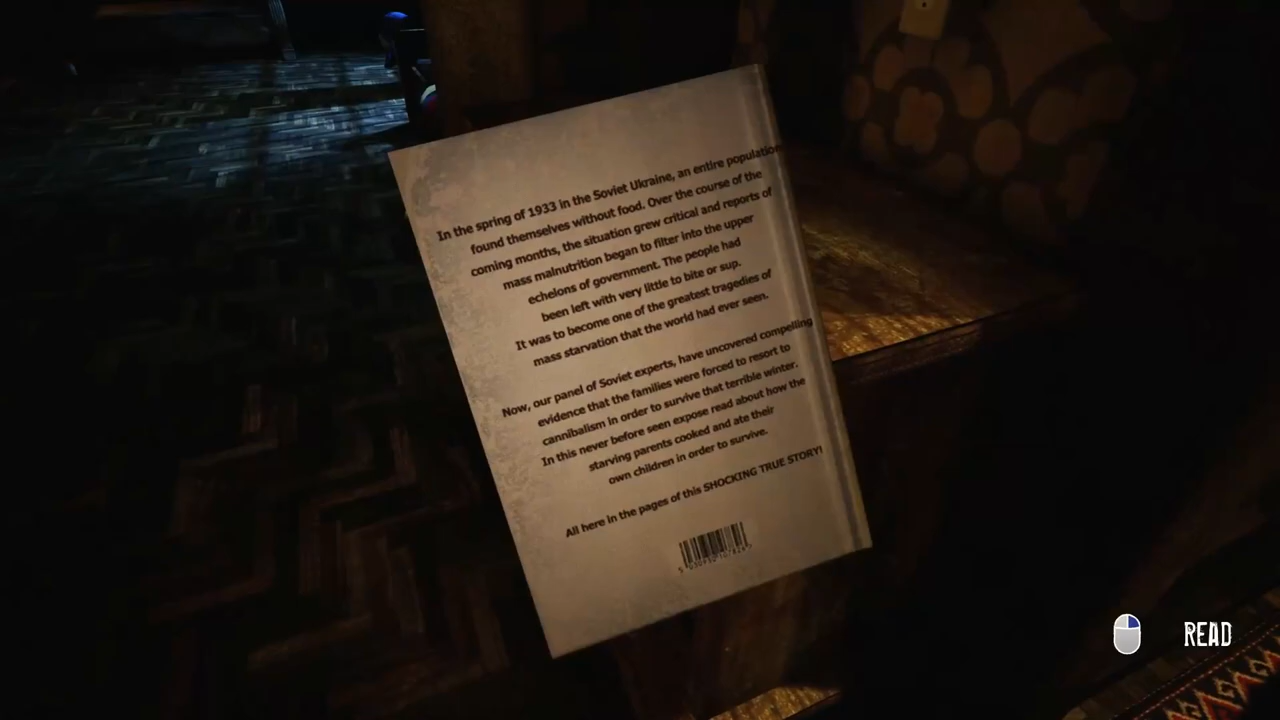 In the spring of 1933 in the Soviet Ukraine, an entire population
found themselves without food. Over the course of the
coming months, the situation grew critical and reports of
mass malnutrition began to filter into the upper
echelons of government. The people had
been left with very little to bite or sup.
It was to become one of the greatest tragedies of
mass starvation that the world had ever seen.
Now, our panel of Soviet experts, have uncovered compelling
evidence that the families were forced to resort to
cannibalism in order to survive that terrible winter.
In this never before seen expose read about how the
starving parents cooked and ate their
own children in order to survive.
All here in the pages of this SHOCKING TRUE STORY!
READ